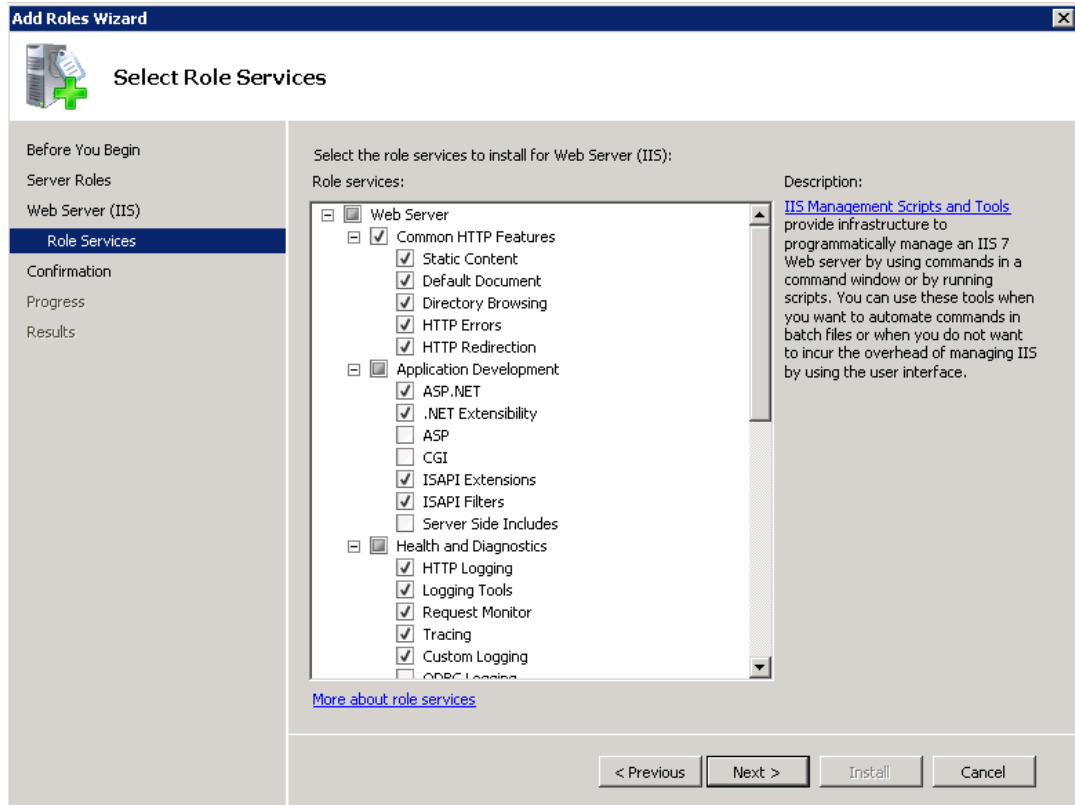 Add Roles Wizard
Select Role Services
Before You Begin
Server Roles
Web Server (IIS)
Role Services
Confirmation
Progress
Results
Select the role services to install for Web Server (IIS):
Role services:
Web Server
Common HTTP Features
Static Content
Default Document
Directory Browsing
HTTP Errors
HTTP Redirection
Application Development
ASP.NET
.NET Extensibility
ASP
CGI
ISAPI Extensions
ISAPI Filters
Server Side Includes
Health and Diagnostics
HTTP Logging
Logging Tools
Request Monitor
Tracing
Custom Logging
ODBC Logging
More about role services
Description:
IIS Management Scripts and Tools
provide infrastructure to
programmatically manage an IIS 7
Web server by using commands in a
command window or by running
scripts. You can use these tools when
you want to automate commands in
batch files or when you do not want
to incur the overhead of managing IIS
by using the user interface.
< Previous
Next >
Install
Cancel